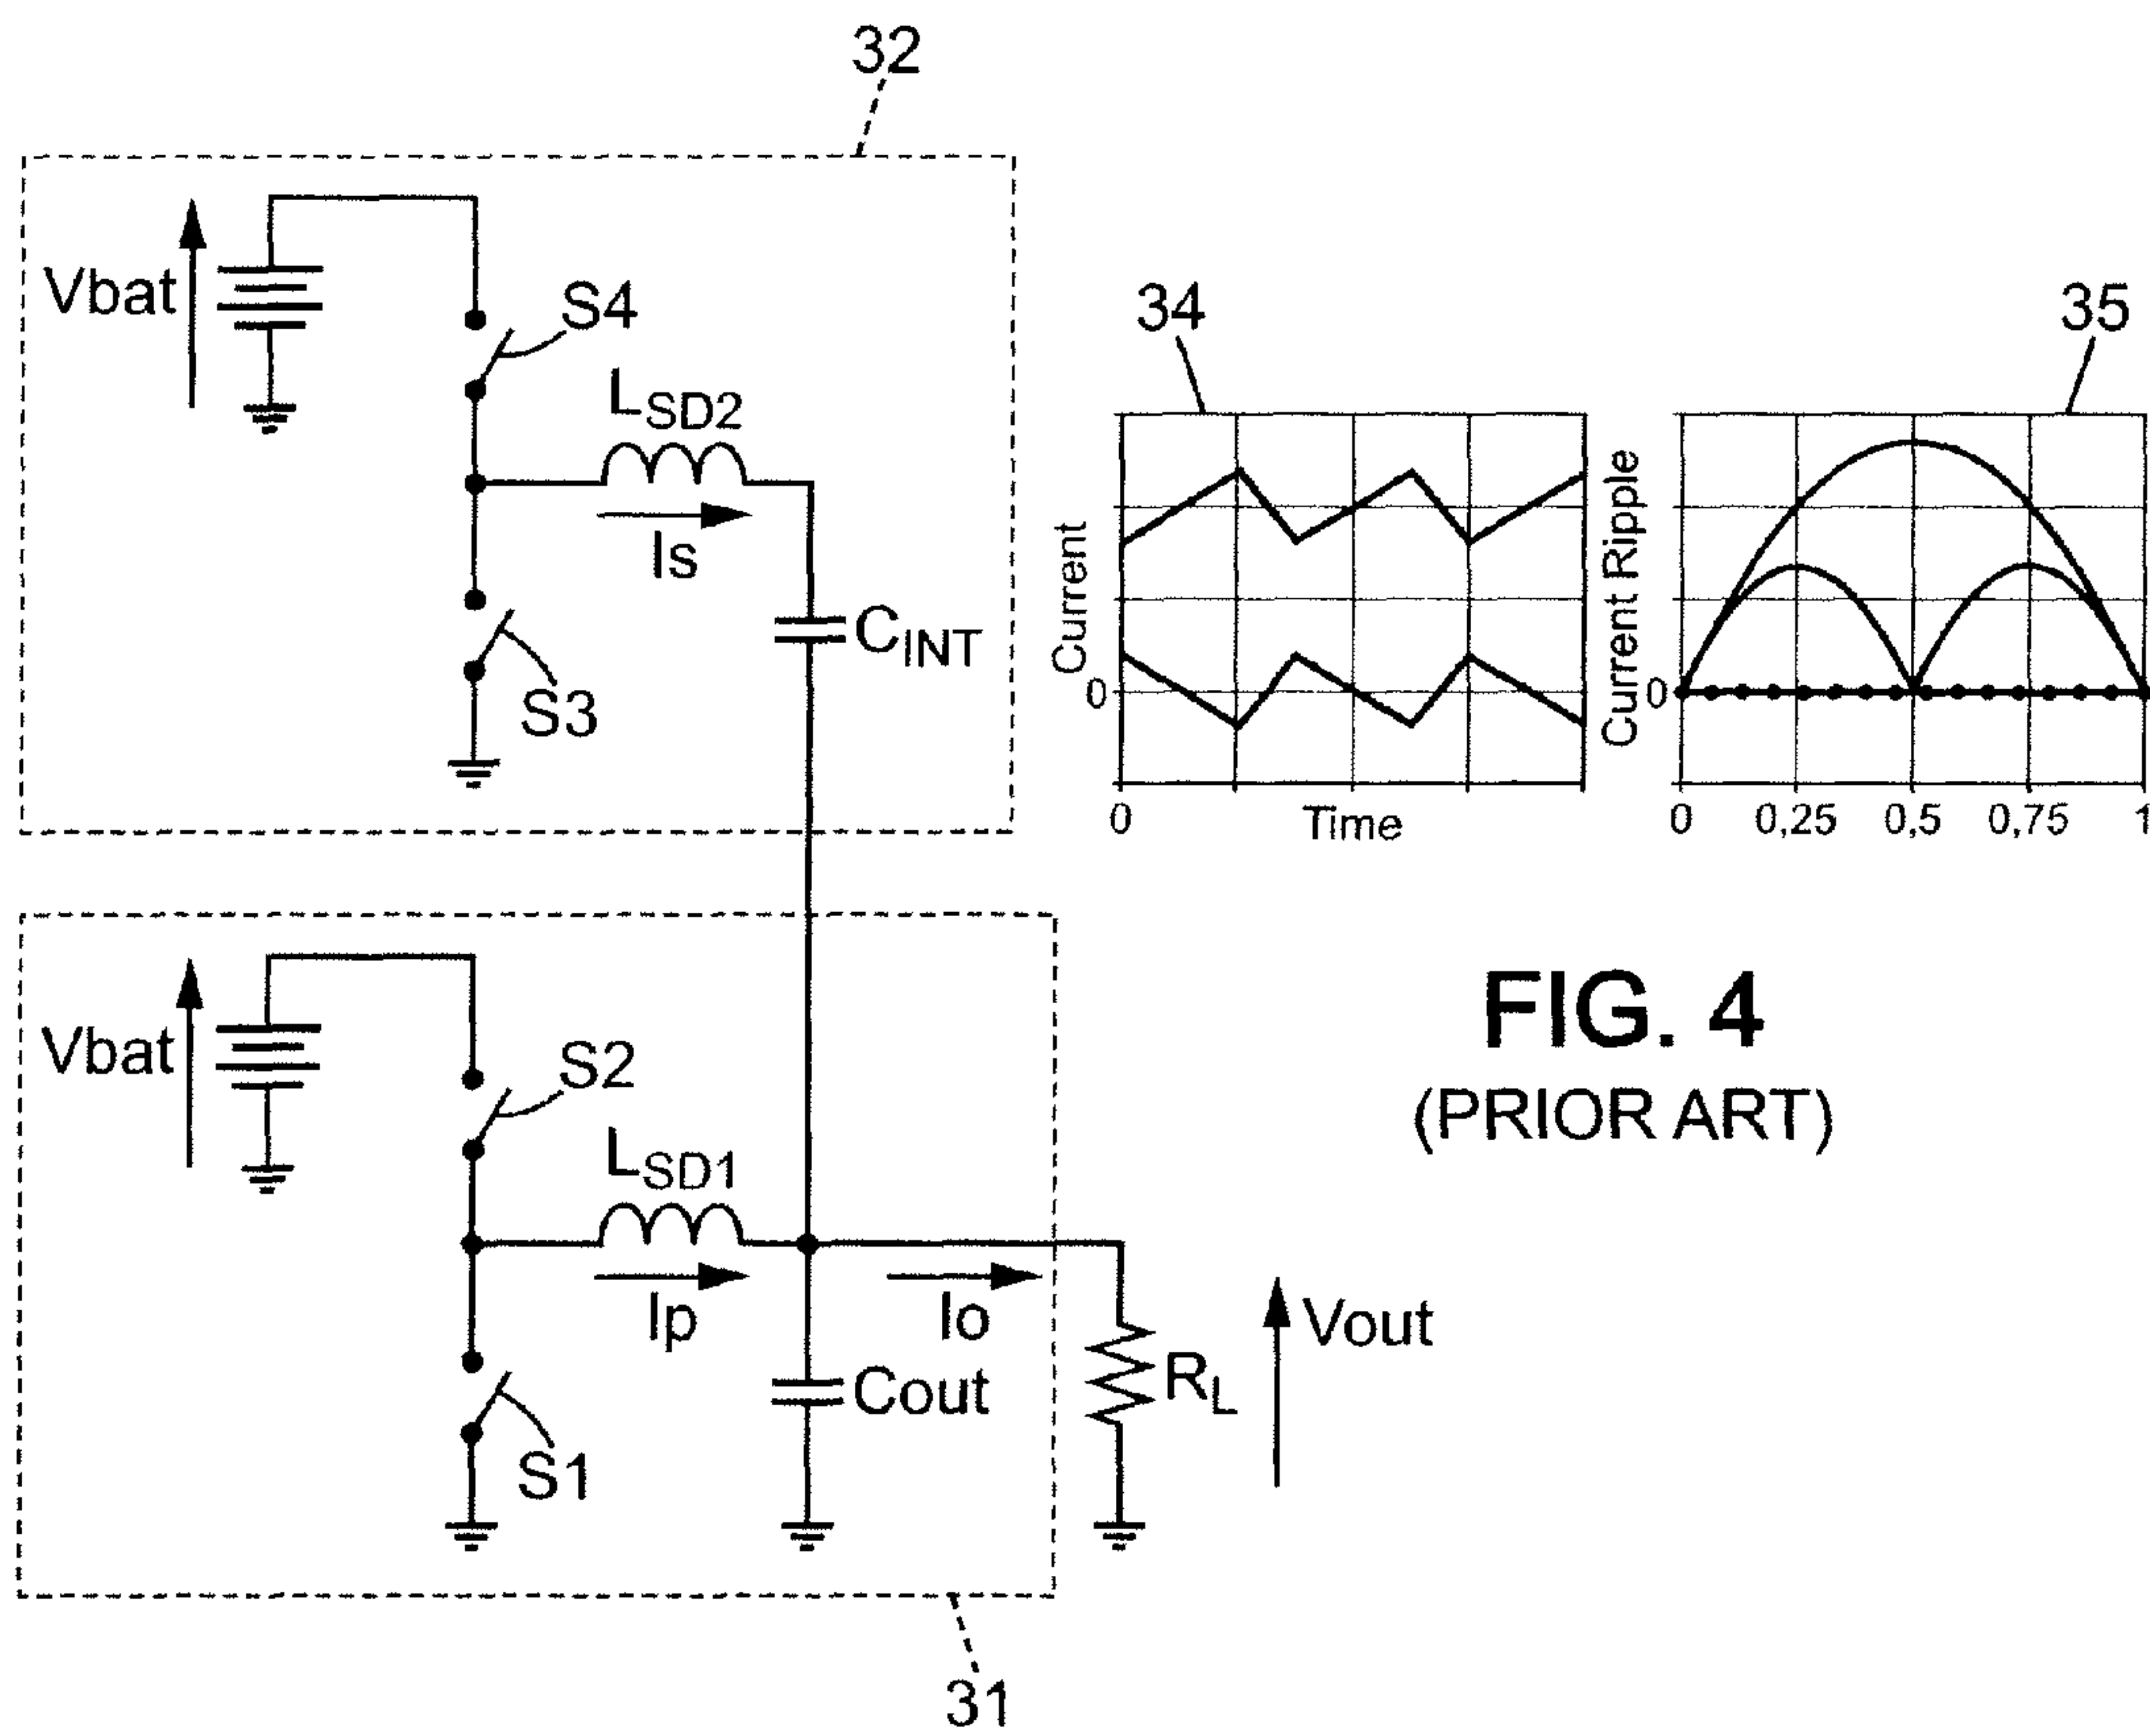 32
Vbat
S4
LSD2
Is
CINT
S3
34
35
Current
0
0
Time
Current Ripple
0
0
0,25
0,5
0,75
1
Vbat
S2
LSD1
Ip
Io
Cout
S1
RL
Vout
31
FIG. 4
(PRIOR ART)